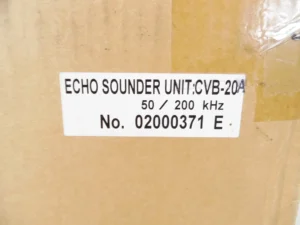 ECHO SOUNDER UNIT:CVB-20A
50 / 200 kHz
No. 02000371 E